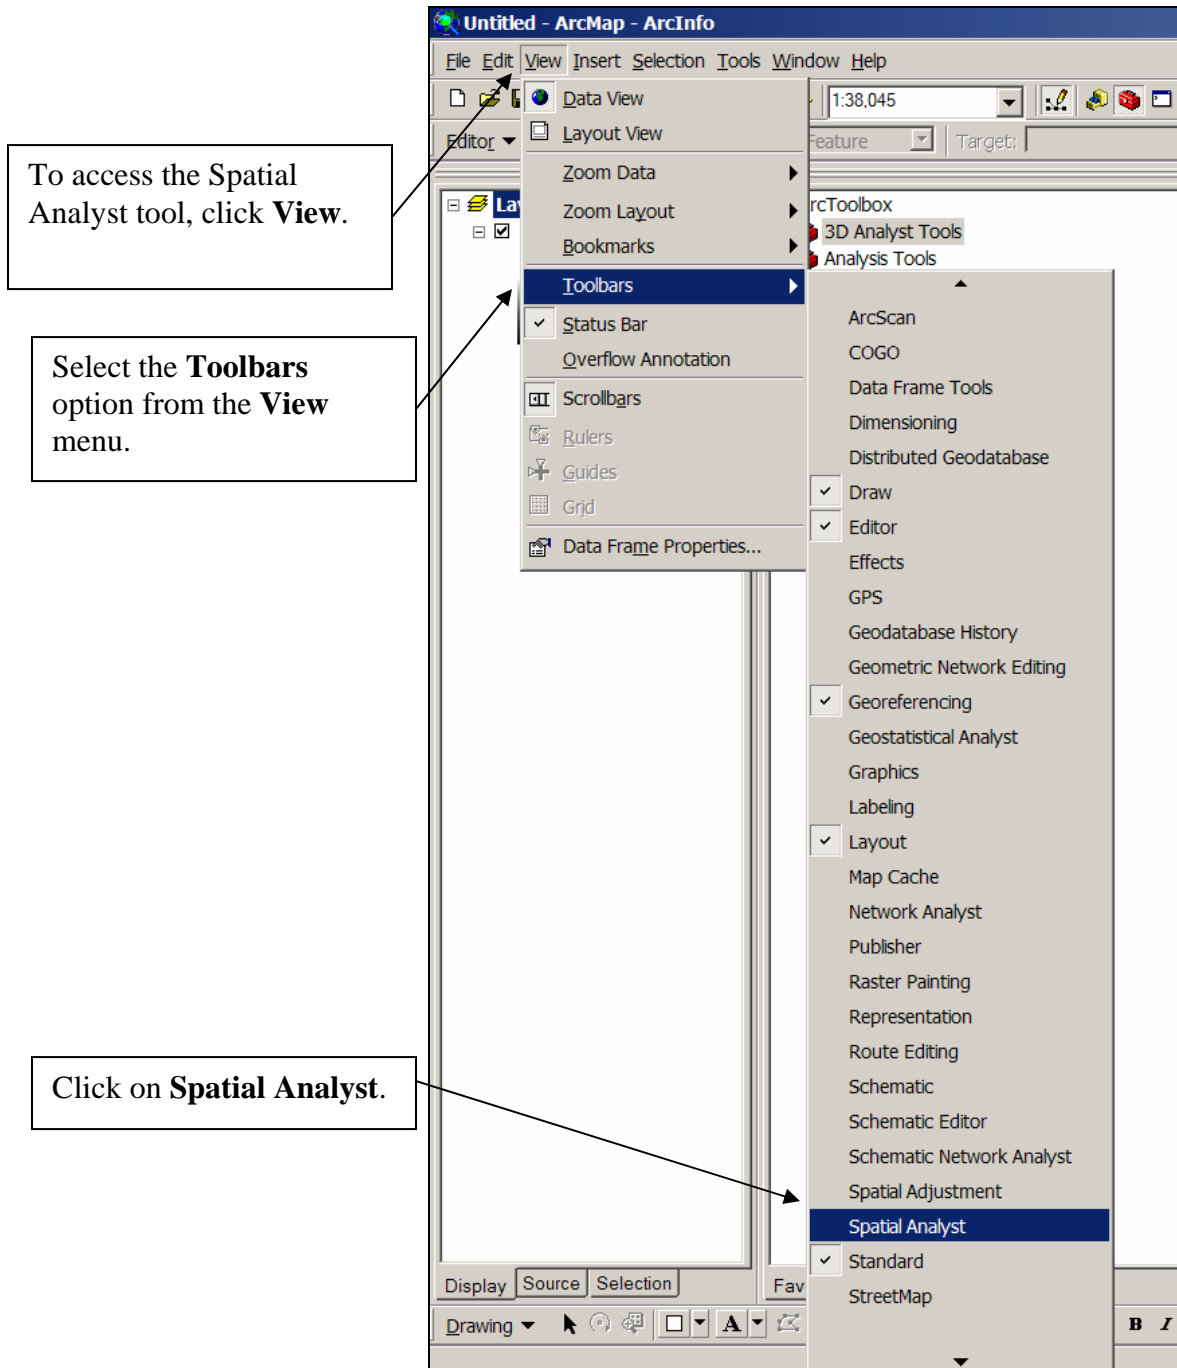 Untitled - ArcMap - ArcInfo
File Edit View Insert Selection Tools Window Help
1:38,045
Editor
Feature
Target:
To access the Spatial
Analyst tool, click View.
Select the Toolbars
option from the View
menu.
Click on Spatial Analyst.
Data View
Layout View
Zoom Data
Zoom Layout
Bookmarks
Toolbars
Status Bar
Overflow Annotation
Scrollbars
Rulers
Guides
Grid
Data Frame Properties...
La
rcToolbox
3D Analyst Tools
Analysis Tools
ArcScan
COGO
Data Frame Tools
Dimensioning
Distributed Geodatabase
Draw
Editor
Effects
GPS
Geodatabase History
Geometric Network Editing
Georeferencing
Geostatistical Analyst
Graphics
Labeling
Layout
Map Cache
Network Analyst
Publisher
Raster Painting
Representation
Route Editing
Schematic
Schematic Editor
Schematic Network Analyst
Spatial Adjustment
Spatial Analyst
Standard
StreetMap
Display Source Selection
Fav
Drawing
A
B I